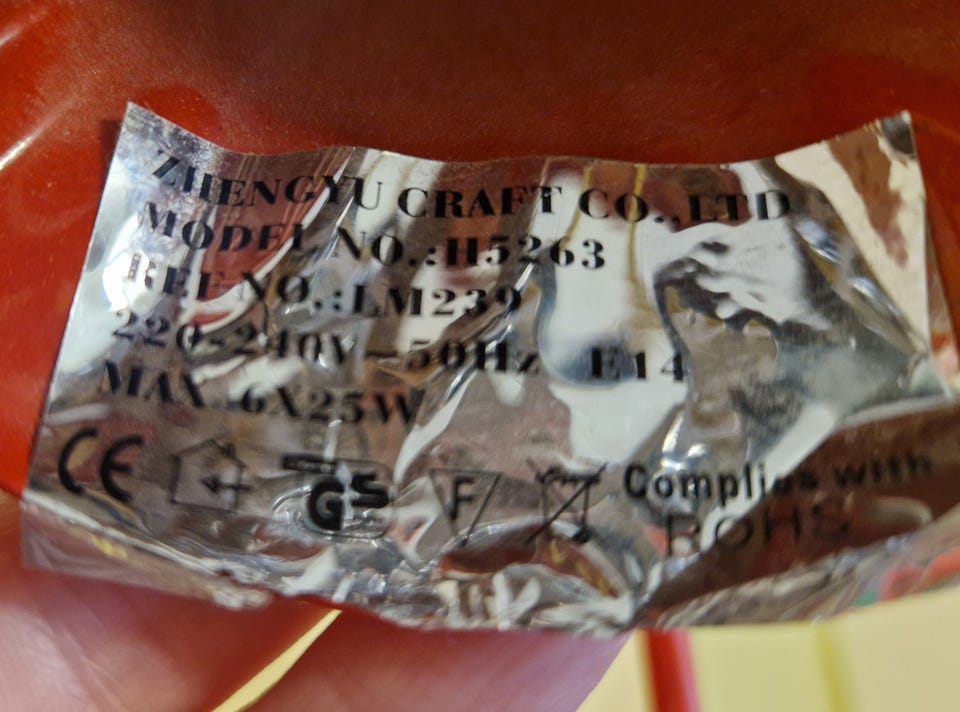 ZHENGYU CRAFT CO.,LTD
MODEL NO.:H5263
REF NO.:LM239
220-240V~50Hz E14
MAX 6X25W
CE GS F Complies with
ROHS